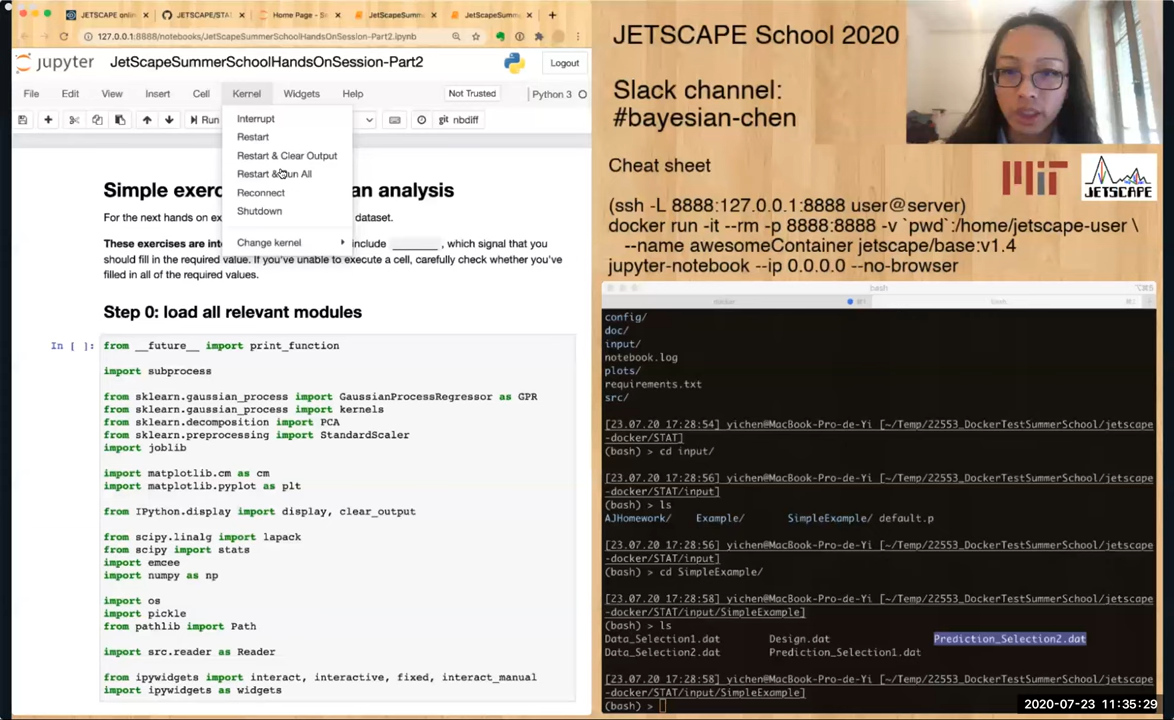 JETSCAPE onlin
JETSCAPE/STA
Home Page - S
JetScapeSumm
JetScapeSumm
127.0.0.1:8888/notebooks/JetScapeSummerSchoolHandsOnSession-Part2.ipynb
jupyter JetScapeSummerSchoolHandsOnSession-Part2
Logout
File Edit View Insert Cell Kernel Widgets Help
Not Trusted
Python 3
Run
git nbdiff
Interrupt
Restart
Restart & Clear Output
Restart & Run All
Reconnect
Shutdown
Change kernel
Simple exerc an analysis
For the next hands on ex dataset.
These exercises are int include ________, which signal that you
should fill in the required value. If you've unable to execute a cell, carefully check whether you've
filled in all of the required values.
Step 0: load all relevant modules
In [ ]:
from __future__ import print_function
import subprocess
from sklearn.gaussian_process import GaussianProcessRegressor as GPR
from sklearn.gaussian_process import kernels
from sklearn.decomposition import PCA
from sklearn.preprocessing import StandardScaler
import joblib
import matplotlib.cm as cm
import matplotlib.pyplot as plt
from IPython.display import display, clear_output
from scipy.linalg import lapack
from scipy import stats
import emcee
import numpy as np
import os
import pickle
from pathlib import Path
import src.reader as Reader
from ipywidgets import interact, interactive, fixed, interact_manual
import ipywidgets as widgets
JETSCAPE School 2020
Slack channel:
#bayesian-chen
Cheat sheet
MIT
JETSCAPE
(ssh -L 8888:127.0.0.1:8888 user@server)
docker run -it --rm -p 8888:8888 -v `pwd`:/home/jetscape-user \
--name awesomeContainer jetscape/base:v1.4
jupyter-notebook --ip 0.0.0.0 --no-browser
bash
docker
bash
config/
doc/
input/
notebook.log
plots/
requirements.txt
src/
[23.07.20 17:28:54] yichen@MacBook-Pro-de-Yi [~/Temp/22553_DockerTestSummerSchool/jetscape
-docker/STAT]
(bash) > cd input/
[23.07.20 17:28:56] yichen@MacBook-Pro-de-Yi [~/Temp/22553_DockerTestSummerSchool/jetscape
-docker/STAT/input]
(bash) > ls
AJHomework/ Example/ SimpleExample/ default.p
[23.07.20 17:28:56] yichen@MacBook-Pro-de-Yi [~/Temp/22553_DockerTestSummerSchool/jetscape
-docker/STAT/input]
(bash) > cd SimpleExample/
[23.07.20 17:28:58] yichen@MacBook-Pro-de-Yi [~/Temp/22553_DockerTestSummerSchool/jetscape
-docker/STAT/input/SimpleExample]
(bash) > ls
Data_Selection1.dat Design.dat Prediction_Selection2.dat
Data_Selection2.dat Prediction_Selection1.dat
[23.07.20 17:28:58] yichen@MacBook-Pro-de-Yi [~/Temp/22553_DockerTestSummerSchool/jetscape
-docker/STAT/input/SimpleExample]
(bash) >
2020-07-23 11:35:29